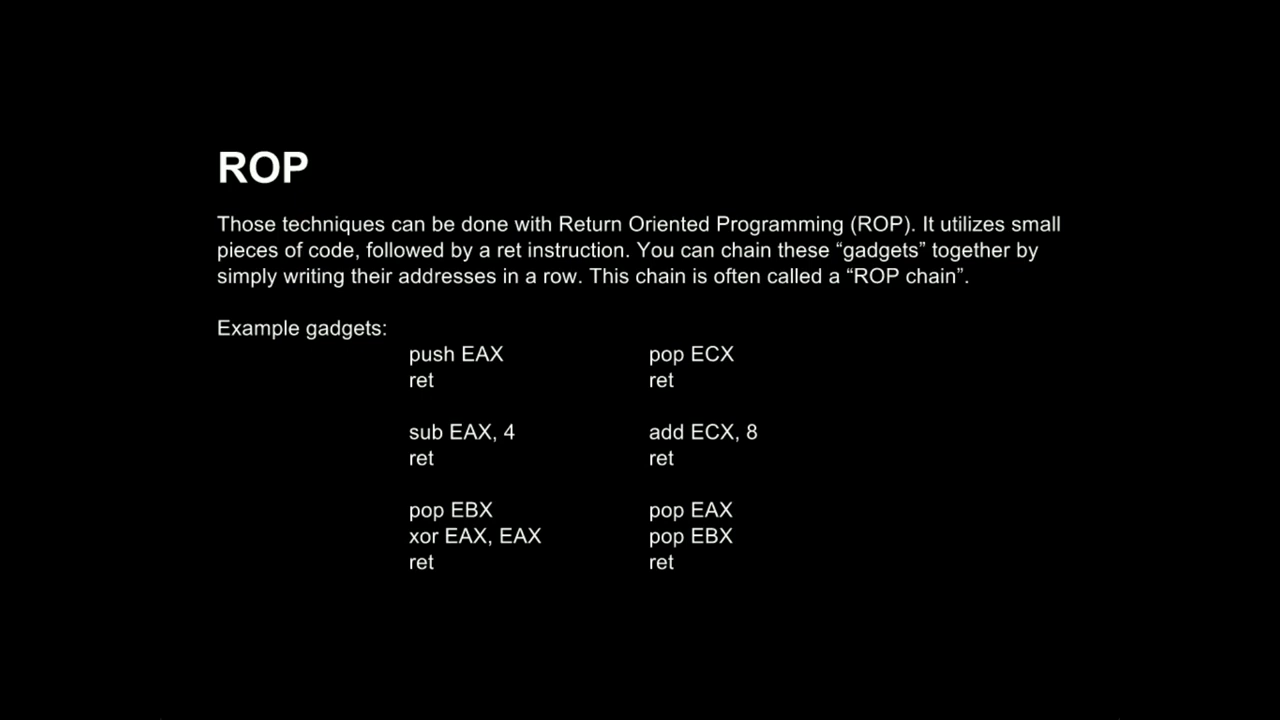 ROP
Those techniques can be done with Return Oriented Programming (ROP). It utilizes small
pieces of code, followed by a ret instruction. You can chain these “gadgets” together by
simply writing their addresses in a row. This chain is often called a “ROP chain”.
Example gadgets:
push EAX
ret
sub EAX, 4
ret
pop EBX
xor EAX, EAX
ret
pop ECX
ret
add ECX, 8
ret
pop EAX
pop EBX
ret